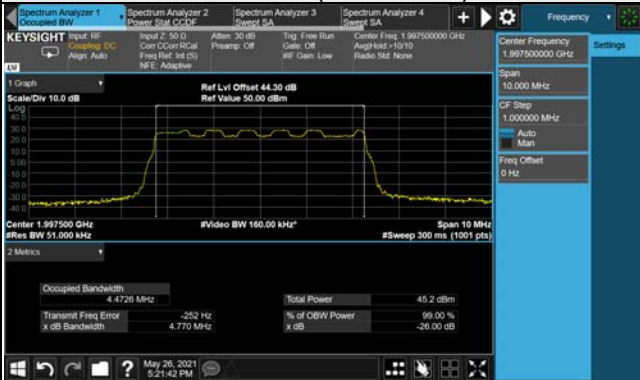 Spectrum Analyzer 1
Occupied BW
Spectrum Analyzer 2
Power Stat CCDF
Spectrum Analyzer 3
Swept SA
Spectrum Analyzer 4
Swept SA
Frequency
KEYSIGHT
Input: RF
Coupling: DC
Align: Auto
Input Z: 50 Ω
Corr CCorr RCal
Freq Ref: Int (S)
NFE: Adaptive
Atten: 30 dB
Preamp: Off
Trig: Free Run
Gate: Off
#IF Gain: Low
Center Freq: 1.997500000 GHz
Avg|Hold:>10/10
Radio Std: None
Center Frequency
1.997500000 GHz
Settings
Span
10.000 MHz
CF Step
1.000000 MHz
Auto
Man
Freq Offset
0 Hz
1 Graph
Scale/Div 10.0 dB
Ref Lvl Offset 44.30 dB
Ref Value 50.00 dBm
Log
40.0
30.0
20.0
10.0
0.00
-10.0
-20.0
-30.0
-40.0
Center 1.997500 GHz
#Res BW 51.000 kHz
#Video BW 160.00 kHz*
Span 10 MHz
#Sweep 300 ms (1001 pts)
2 Metrics
Occupied Bandwidth
4.4726 MHz
Total Power
45.2 dBm
Transmit Freq Error
-252 Hz
% of OBW Power
99.00 %
x dB Bandwidth
4.770 MHz
x dB
-26.00 dB
May 26, 2021
5:21:42 PM